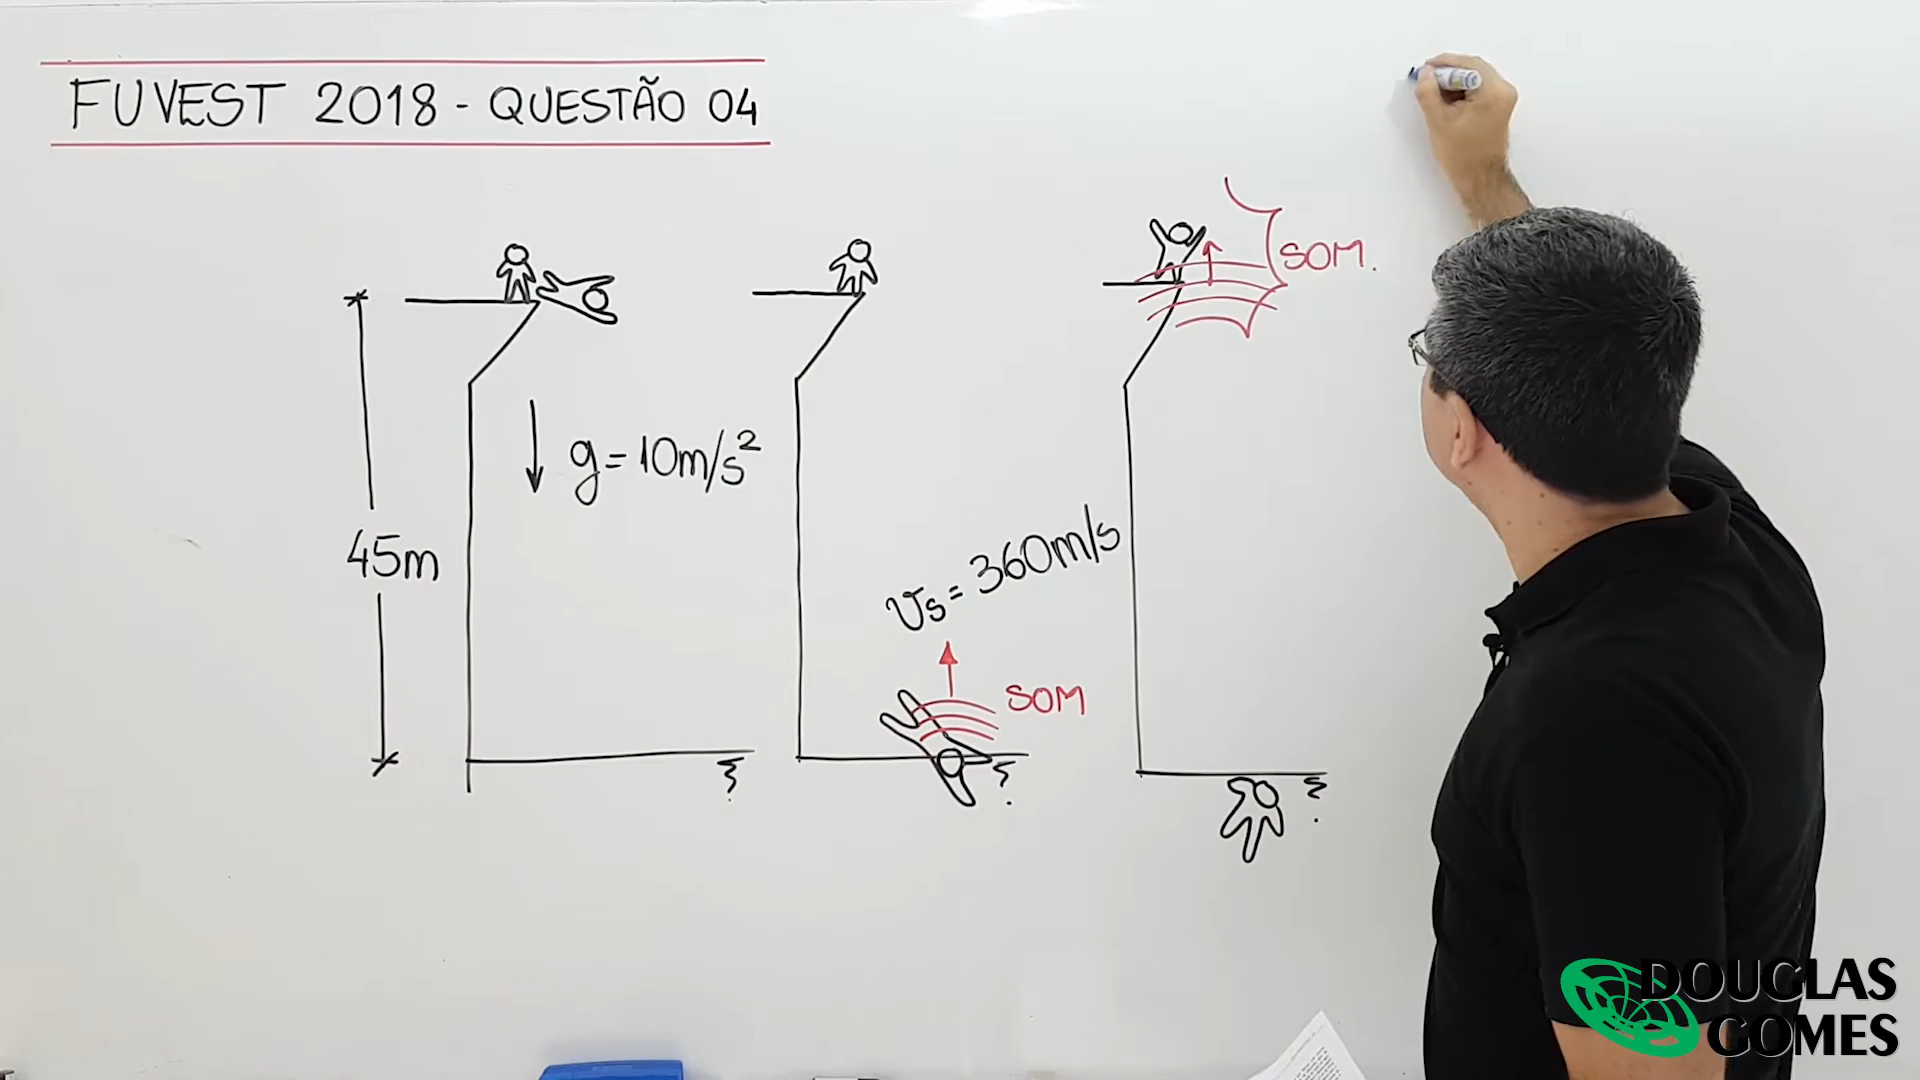 FUVEST 2018 - QUESTÃO 04
SOM.
g = 10m/s²
45m
Vs = 360m/s
SOM
DOUGLAS
GOMES